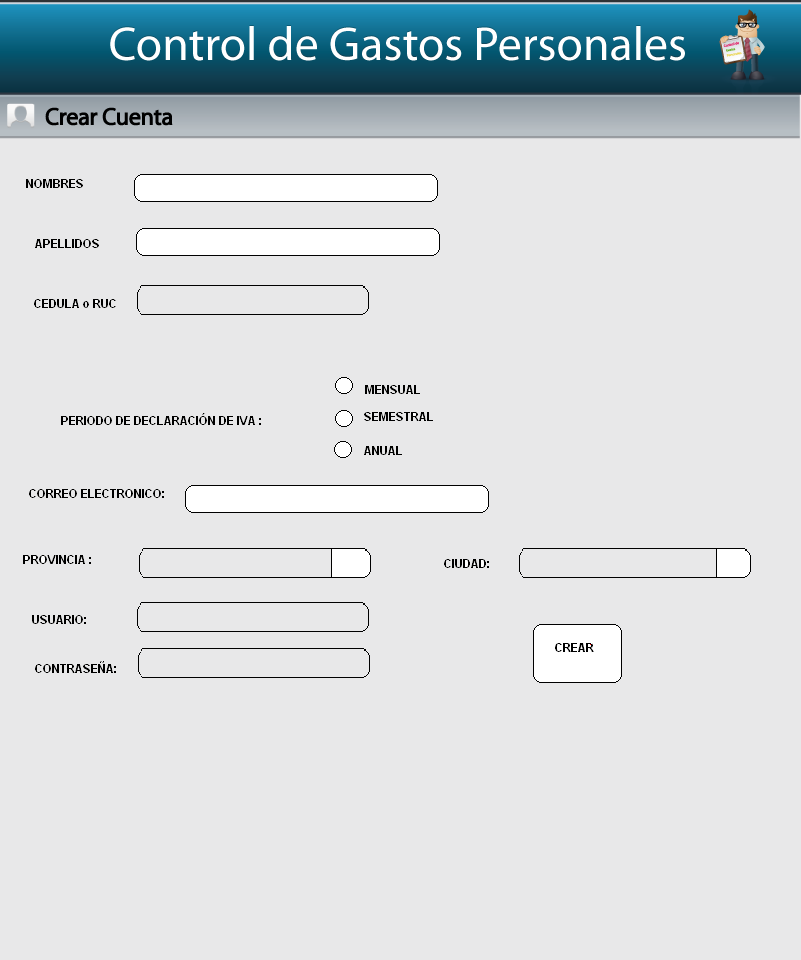 Control de Gastos Personales
Crear Cuenta
NOMBRES
APELLIDOS
CEDULA o RUC
MENSUAL
PERIODO DE DECLARACIÓN DE IVA :
SEMESTRAL
ANUAL
CORREO ELECTRONICO:
PROVINCIA :
CIUDAD:
USUARIO:
CREAR
CONTRASEÑA: